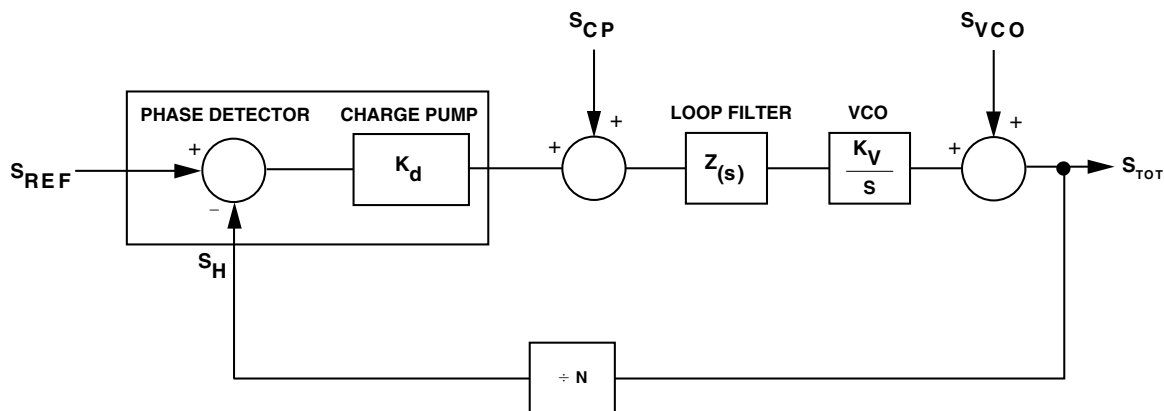 S_CP
S_VCO
PHASE DETECTOR
CHARGE PUMP
LOOP FILTER
VCO
S_REF
+
−
K_d
+
+
Z_(s)
K_V
S
+
+
S_TOT
S_H
÷ N